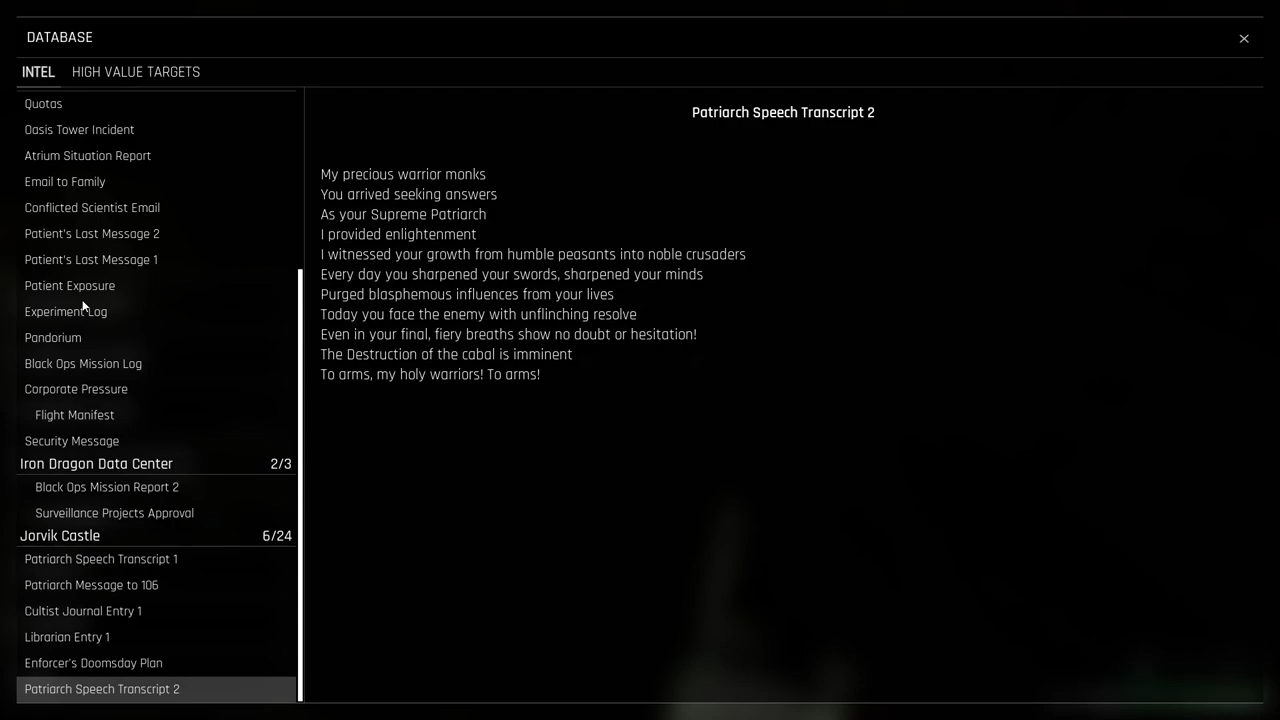 DATABASE
×
INTEL
HIGH VALUE TARGETS
Quotas
Oasis Tower Incident
Atrium Situation Report
Email to Family
Conflicted Scientist Email
Patient's Last Message 2
Patient's Last Message 1
Patient Exposure
Experiment Log
Pandorium
Black Ops Mission Log
Corporate Pressure
Flight Manifest
Security Message
Iron Dragon Data Center 2/3
Black Ops Mission Report 2
Surveillance Projects Approval
Jorvik Castle 6/24
Patriarch Speech Transcript 1
Patriarch Message to 106
Cultist Journal Entry 1
Librarian Entry 1
Enforcer's Doomsday Plan
Patriarch Speech Transcript 2
Patriarch Speech Transcript 2
My precious warrior monks
You arrived seeking answers
As your Supreme Patriarch
I provided enlightenment
I witnessed your growth from humble peasants into noble crusaders
Every day you sharpened your swords, sharpened your minds
Purged blasphemous influences from your lives
Today you face the enemy with unflinching resolve
Even in your final, fiery breaths show no doubt or hesitation!
The Destruction of the cabal is imminent
To arms, my holy warriors! To arms!